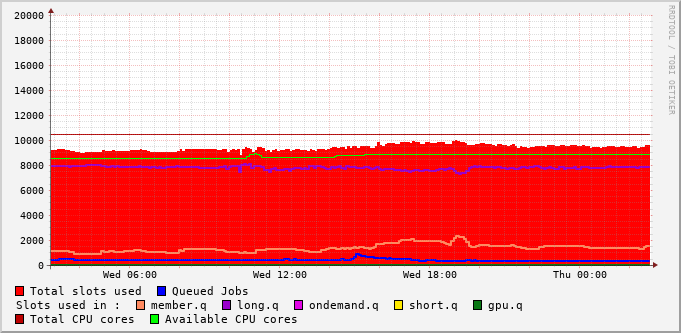 RRDTOOL / TOBI OETIKER
20000
18000
16000
14000
12000
10000
8000
6000
4000
2000
0
Wed 06:00 Wed 12:00 Wed 18:00 Thu 00:00
Total slots used Queued Jobs
Slots used in : member.q long.q ondemand.q short.q gpu.q
Total CPU cores Available CPU cores